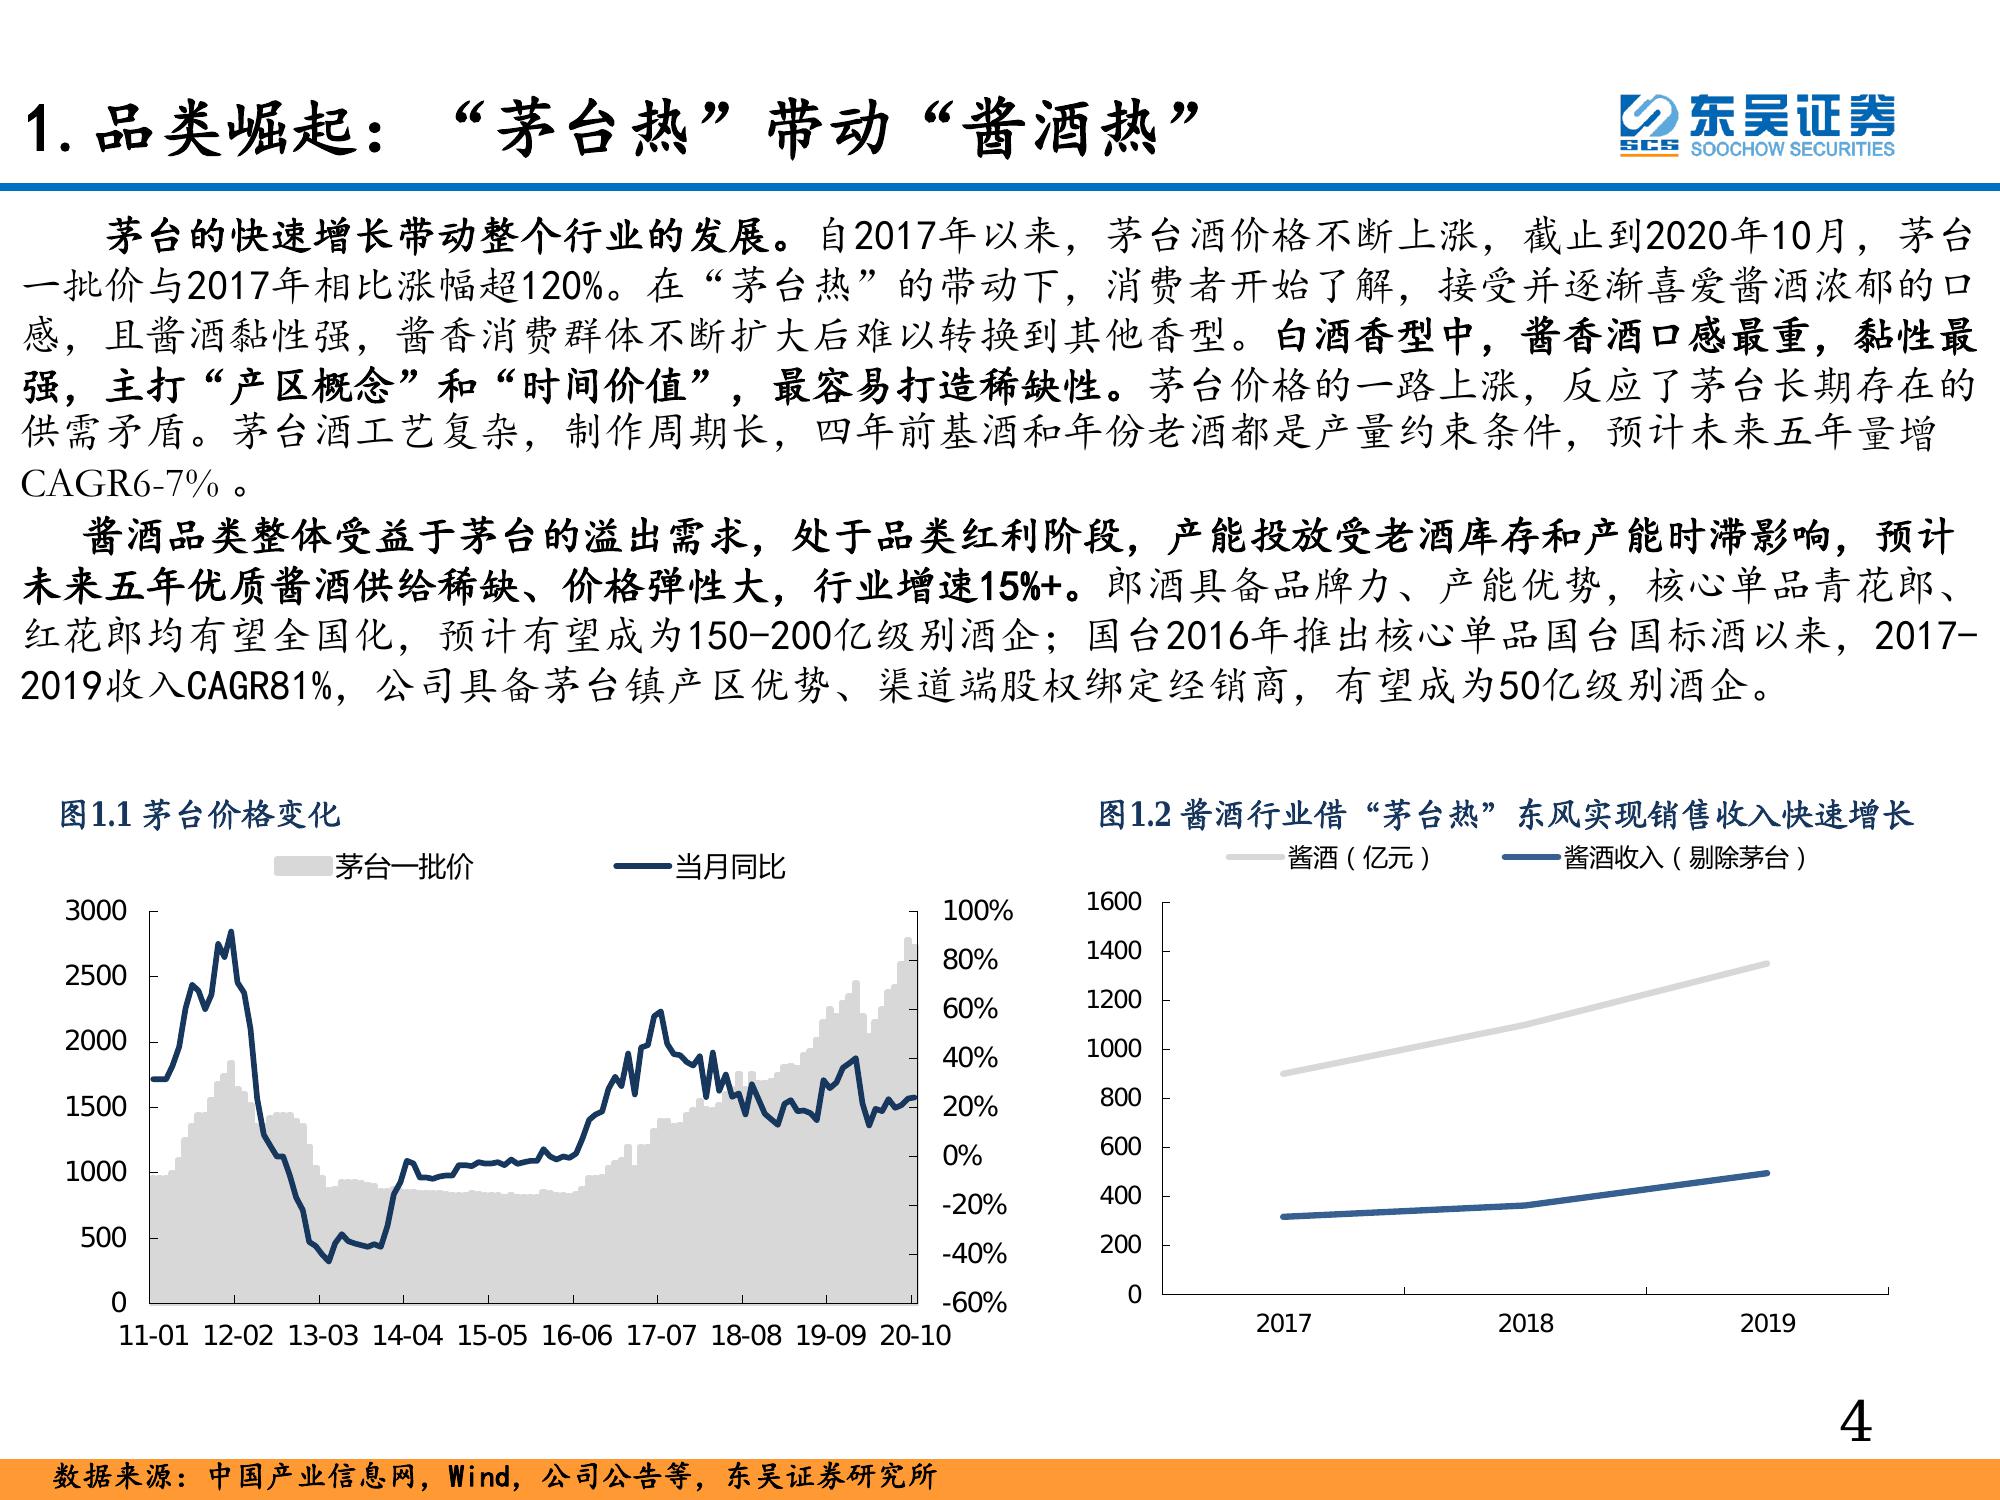 1. 品类崛起：“茅台热”带动“酱酒热”
东吴证券
SCS
SOOCHOW SECURITIES
茅台的快速增长带动整个行业的发展。自2017年以来，茅台酒价格不断上涨，截止到2020年10月，茅台
一批价与2017年相比涨幅超120%。在“茅台热”的带动下，消费者开始了解，接受并逐渐喜爱酱酒浓郁的口
感，且酱酒黏性强，酱香消费群体不断扩大后难以转换到其他香型。白酒香型中，酱香酒口感最重，黏性最
强，主打“产区概念”和“时间价值”，最容易打造稀缺性。茅台价格的一路上涨，反应了茅台长期存在的
供需矛盾。茅台酒工艺复杂，制作周期长，四年前基酒和年份老酒都是产量约束条件，预计未来五年量增
CAGR6-7% 。
酱酒品类整体受益于茅台的溢出需求，处于品类红利阶段，产能投放受老酒库存和产能时滞影响，预计
未来五年优质酱酒供给稀缺、价格弹性大，行业增速15%+。郎酒具备品牌力、产能优势，核心单品青花郎、
红花郎均有望全国化，预计有望成为150-200亿级别酒企；国台2016年推出核心单品国台国标酒以来，2017-
2019收入CAGR81%，公司具备茅台镇产区优势、渠道端股权绑定经销商，有望成为50亿级别酒企。
图1.1 茅台价格变化
茅台一批价 当月同比
3000
2500
2000
1500
1000
500
0
100%
80%
60%
40%
20%
0%
-20%
-40%
-60%
11-01 12-02 13-03 14-04 15-05 16-06 17-07 18-08 19-09 20-10
图1.2 酱酒行业借“茅台热”东风实现销售收入快速增长
酱酒（亿元） 酱酒收入（剔除茅台）
1600
1400
1200
1000
800
600
400
200
0
2017 2018 2019
4
数据来源：中国产业信息网，Wind，公司公告等，东吴证券研究所